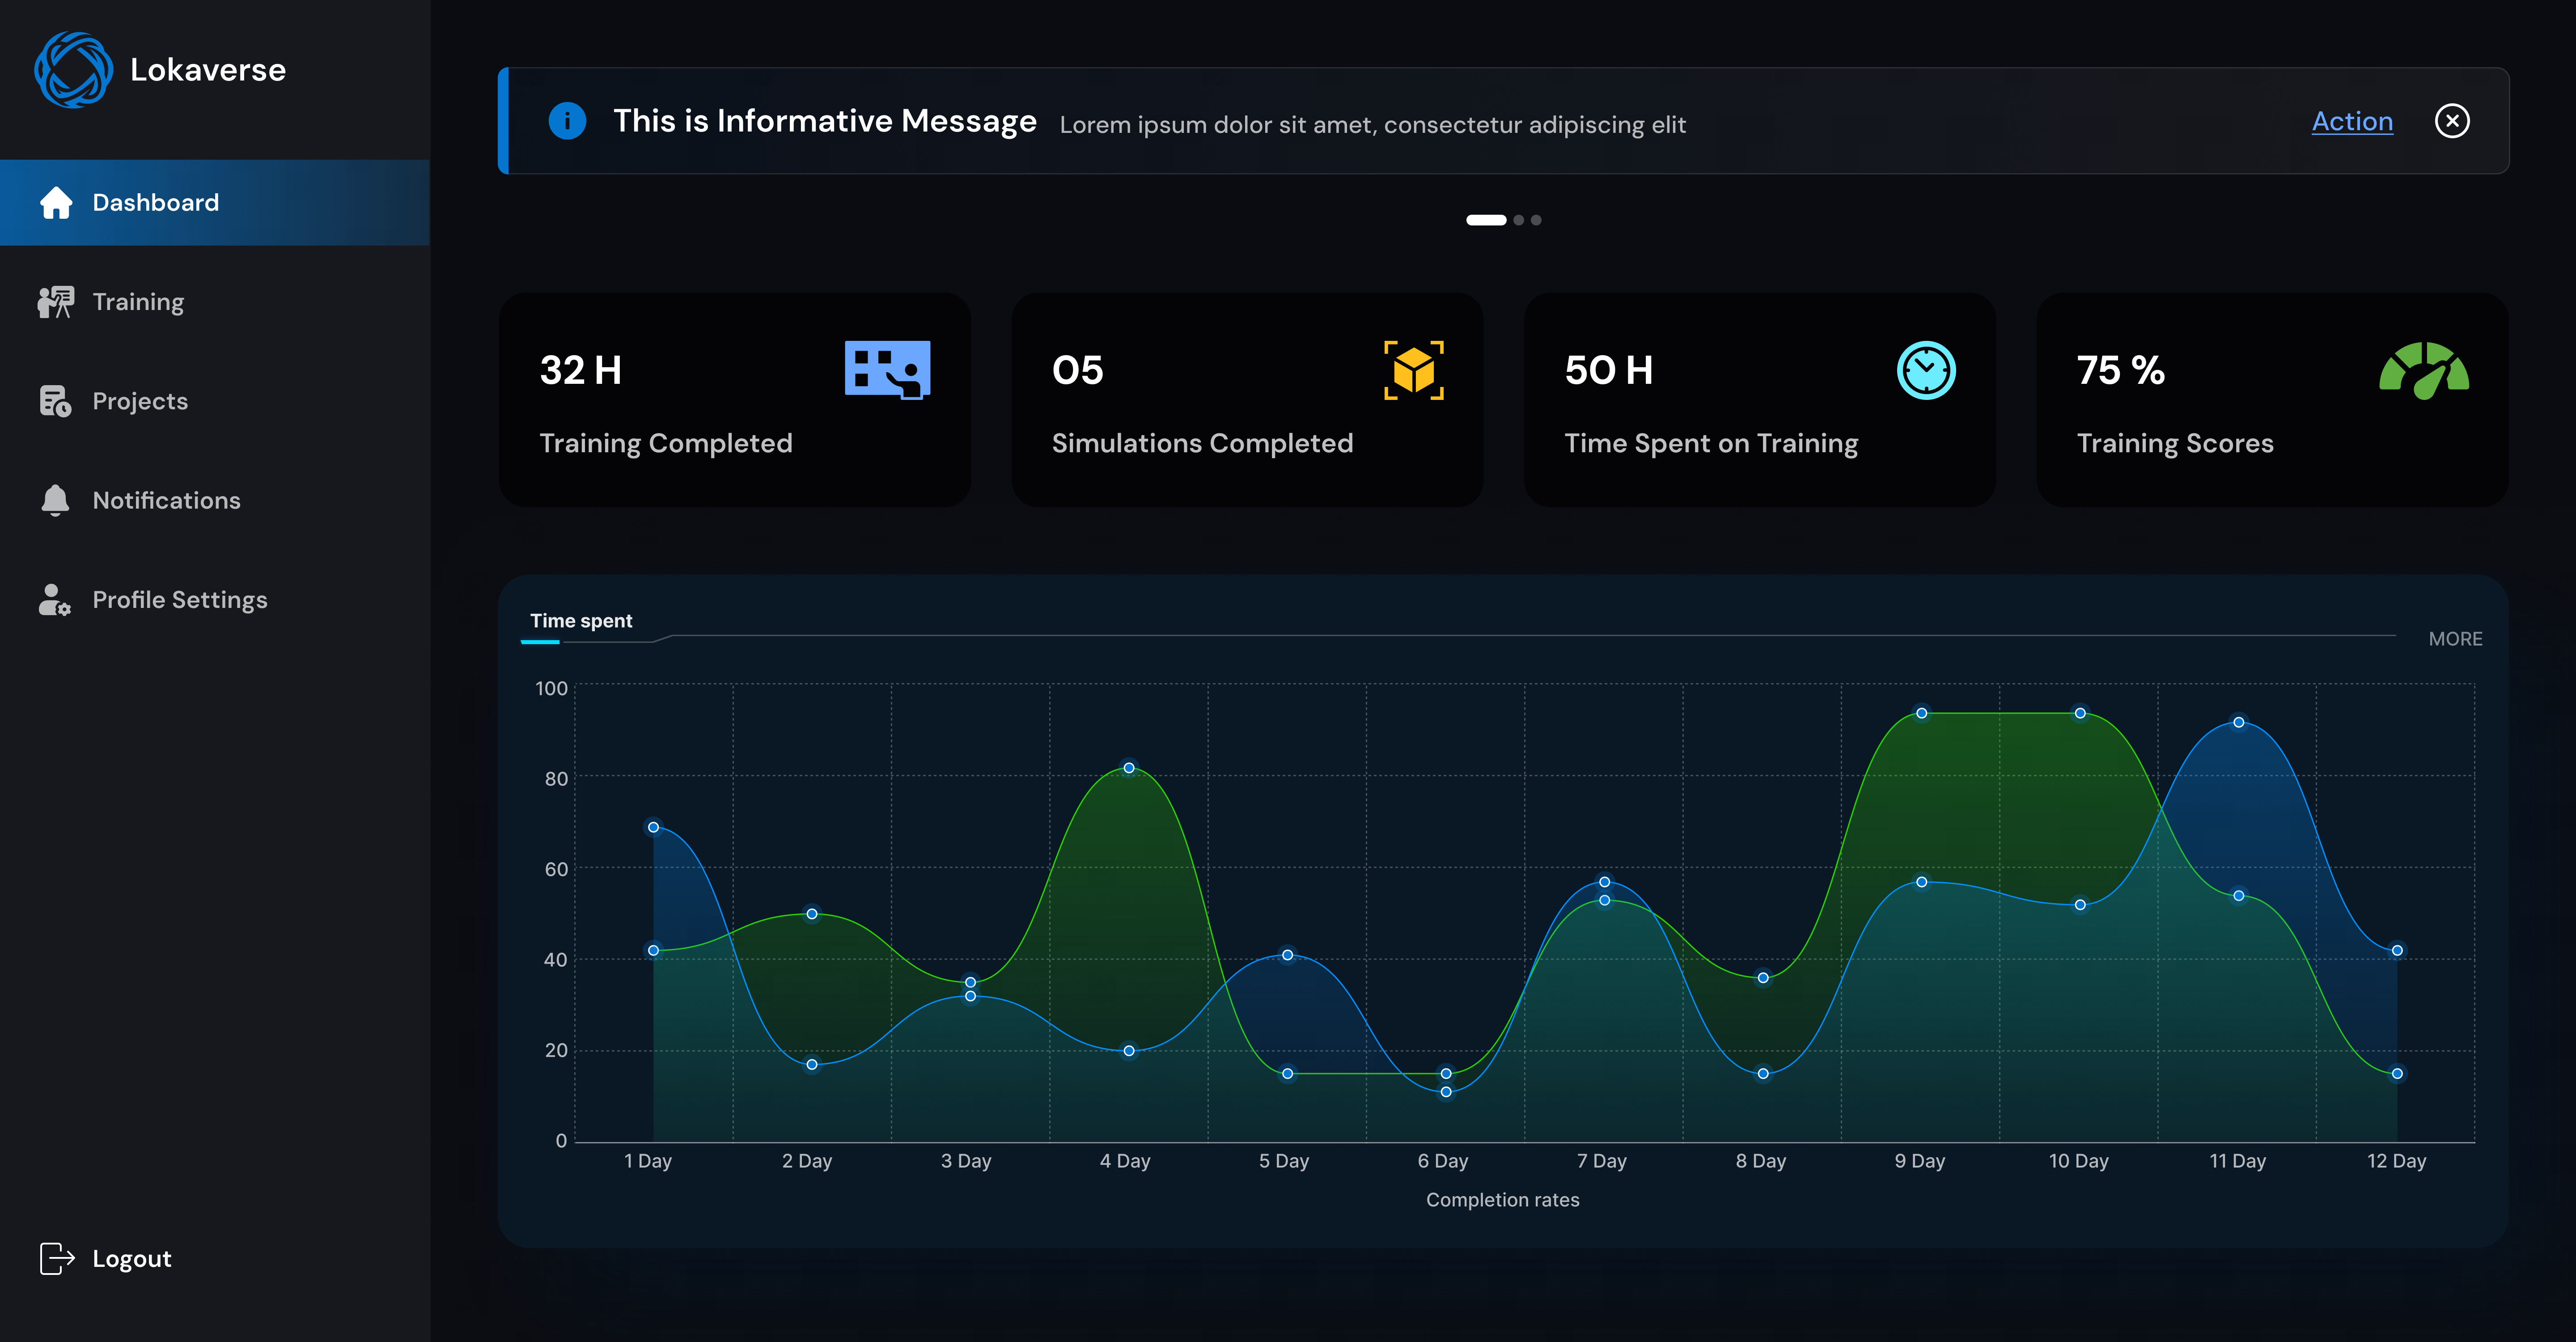 Lokaverse
Dashboard
Training
Projects
Notifications
Profile Settings
Logout
This is Informative Message Lorem ipsum dolor sit amet, consectetur adipiscing elit Action
32 H
Training Completed
05
Simulations Completed
50 H
Time Spent on Training
75 %
Training Scores
Time spent
MORE
100
80
60
40
20
0
1 Day 2 Day 3 Day 4 Day 5 Day 6 Day 7 Day 8 Day 9 Day 10 Day 11 Day 12 Day
Completion rates